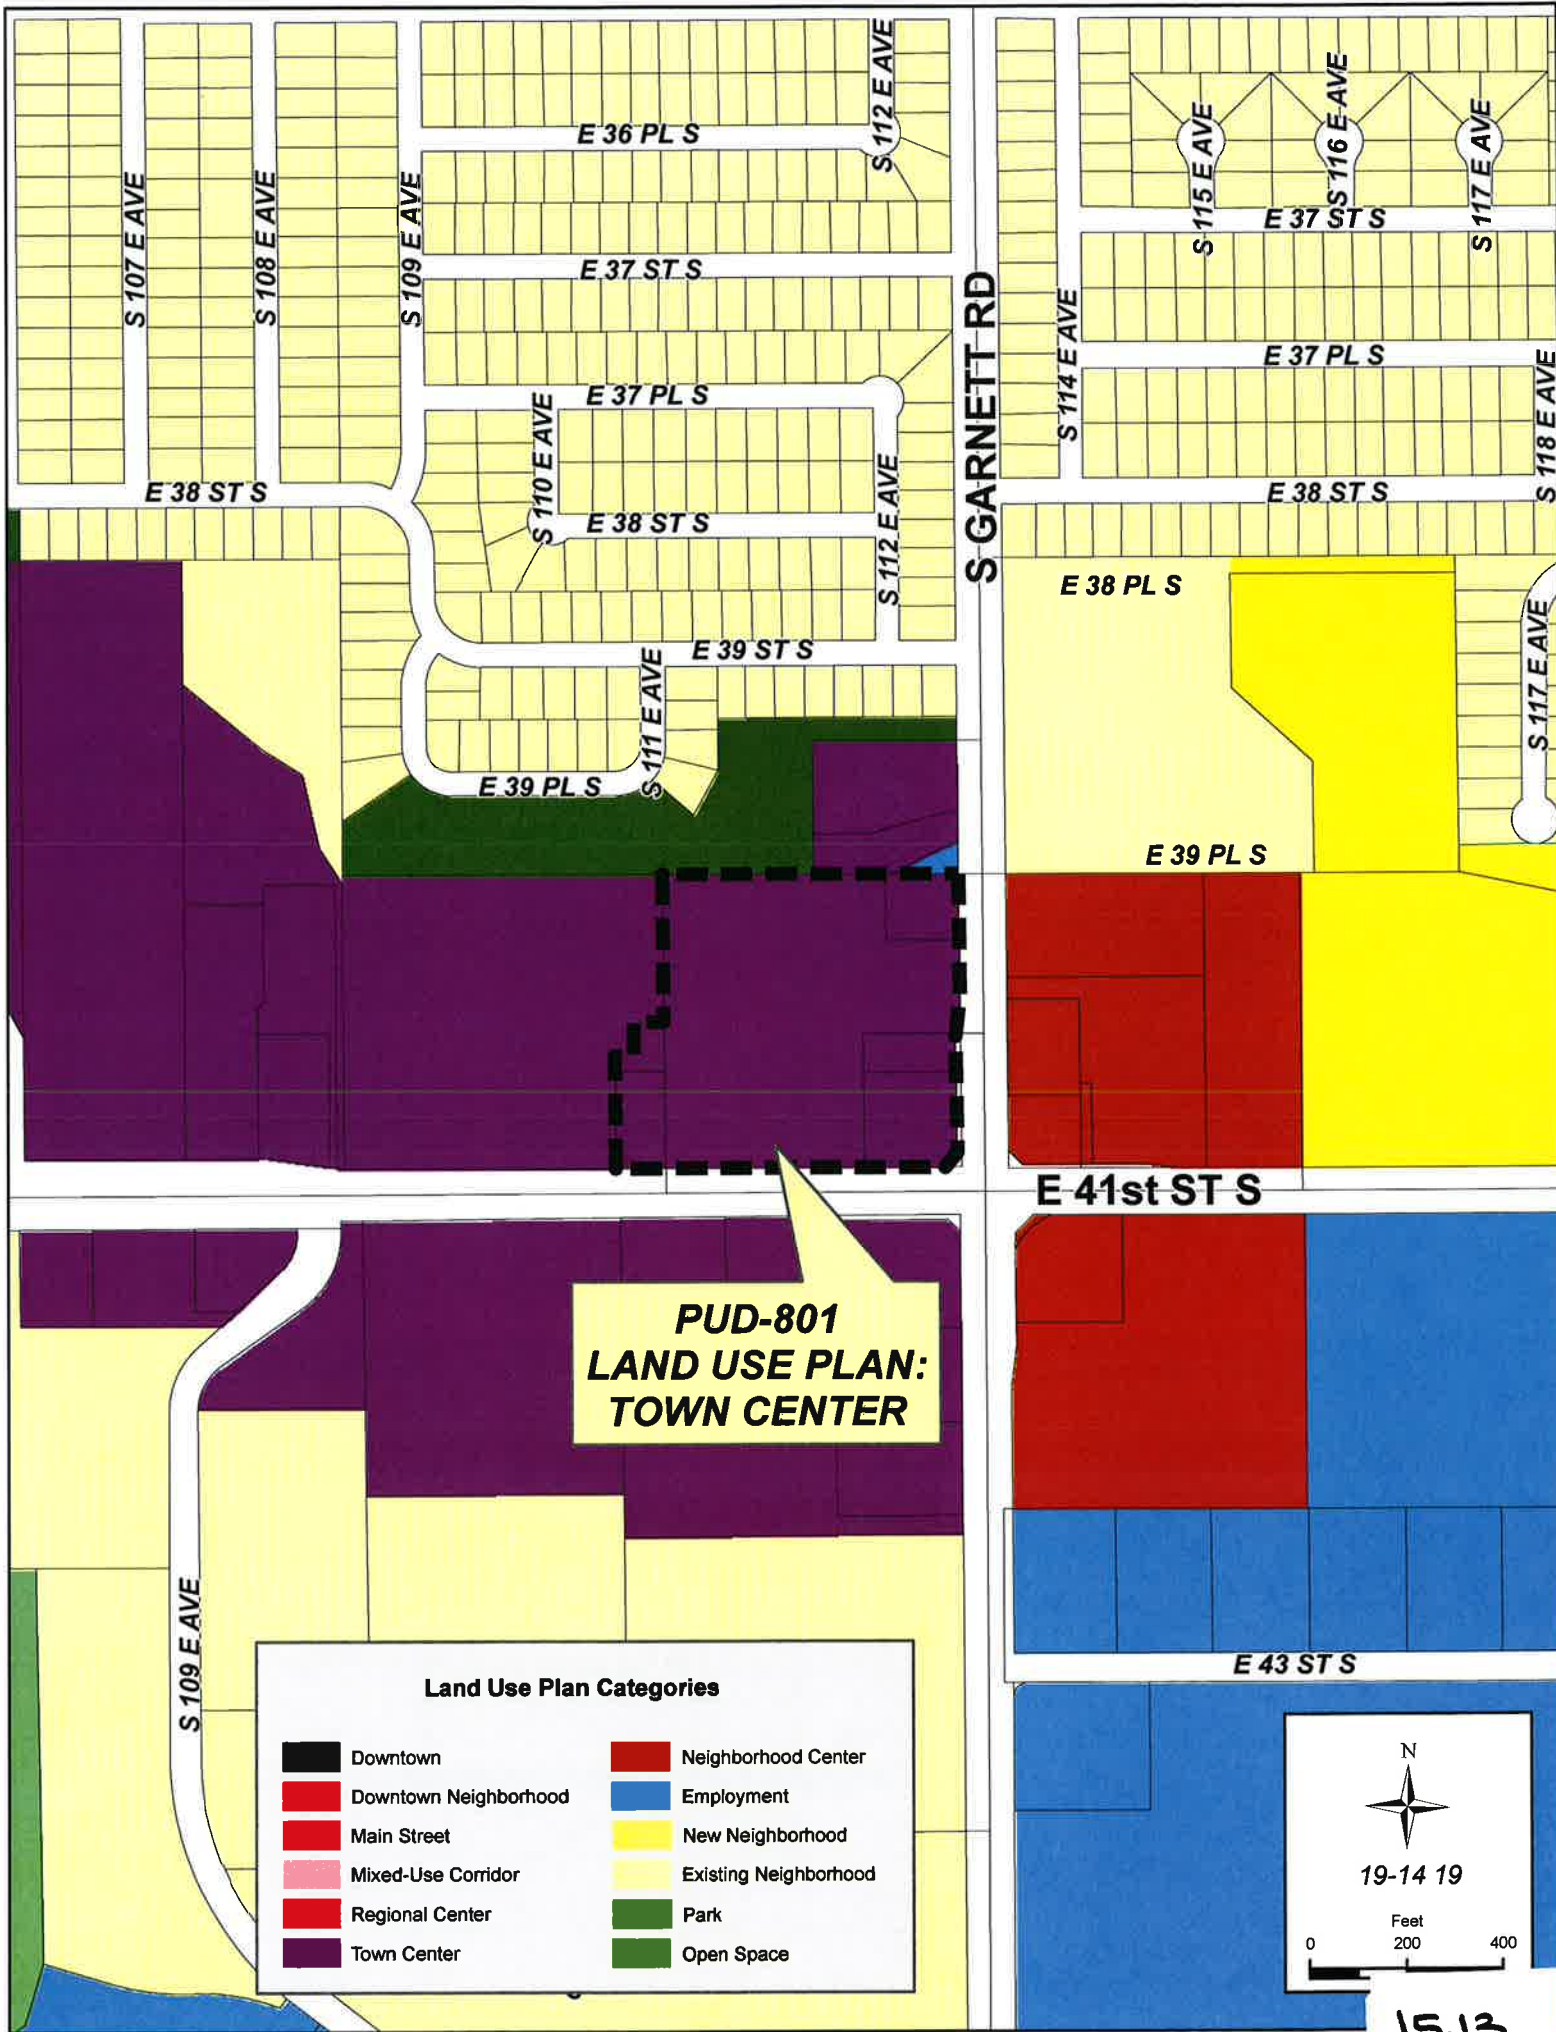 S 107 E AVE
S 108 E AVE
S 109 E AVE
E 36 PL S
S 112 E AVE
S 115 E AVE
S 116 E AVE
S 117 E AVE
E 37 ST S
E 37 ST S
S GARNETT RD
S 114 E AVE
E 37 PL S
E 37 PL S
S 110 E AVE
S 118 E AVE
E 38 ST S
E 38 ST S
S 112 E AVE
E 38 ST S
E 38 PL S
S 117 E AVE
E 39 ST S
S 111 E AVE
E 39 PL S
E 39 PL S
E 41st ST S
PUD-801
LAND USE PLAN:
TOWN CENTER
S 109 E AVE
E 43 ST S
Land Use Plan Categories
Downtown
Downtown Neighborhood
Main Street
Mixed-Use Corridor
Regional Center
Town Center
Neighborhood Center
Employment
New Neighborhood
Existing Neighborhood
Park
Open Space
N
19-14 19
Feet
0 200 400
15.13